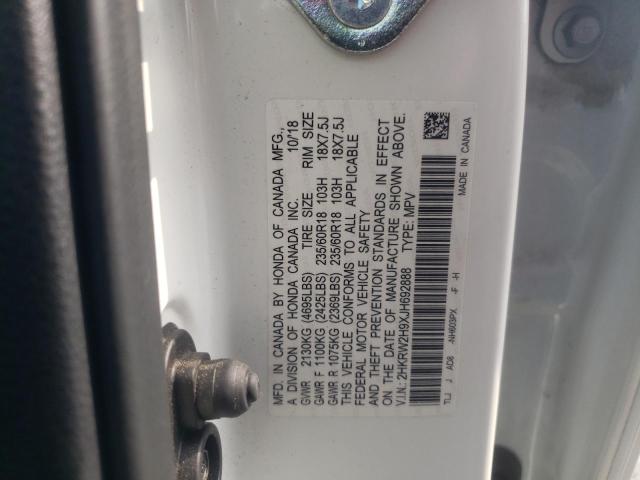 MFD. IN CANADA BY HONDA OF CANADA MFG.,
A DIVISION OF HONDA CANADA INC. 10/18
GVWR 2130KG (4695LBS) TIRE SIZE RIM SIZE
GAWR F 1100KG (2425LBS) 235/60R18 103H 18X7.5J
GAWR R 1075KG (2369LBS) 235/60R18 103H 18X7.5J
THIS VEHICLE CONFORMS TO ALL APPLICABLE
FEDERAL MOTOR VEHICLE SAFETY
AND THEFT PREVENTION STANDARDS IN EFFECT
ON THE DATE OF MANUFACTURE SHOWN ABOVE.
V.I.N.: 2HKRW2H9XJH692888 TYPE: MPV
TLJ J AD8 -NH603PX -F -H MADE IN CANADA